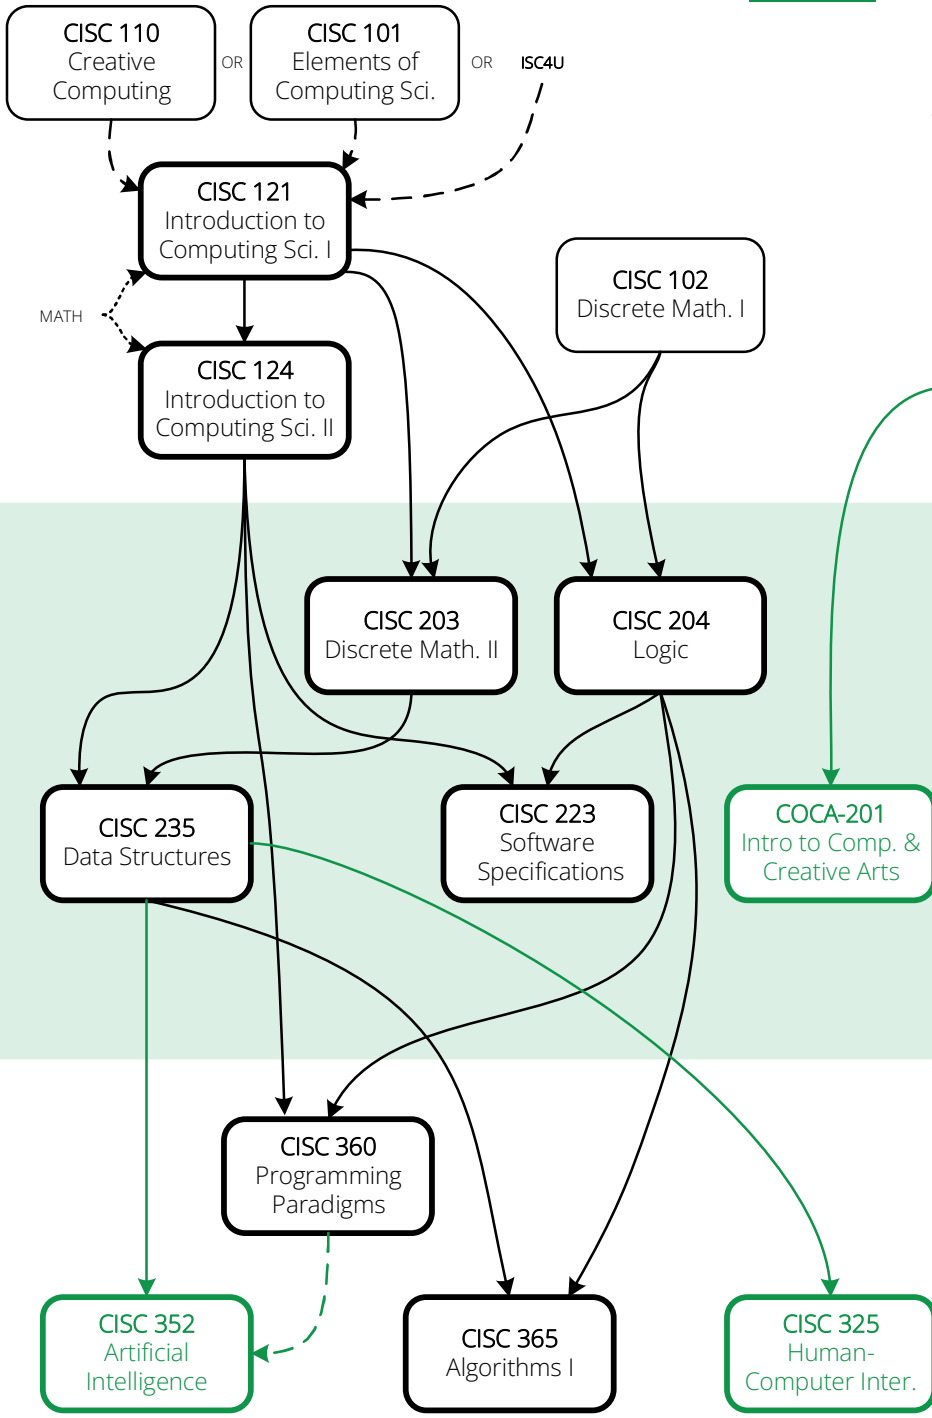 CISC 110
Creative
Computing
OR
CISC 101
Elements of
Computing Sci.
OR
ISC4U
CISC 121
Introduction to
Computing Sci. I
CISC 102
Discrete Math. I
MATH
CISC 124
Introduction to
Computing Sci. II
CISC 203
Discrete Math. II
CISC 204
Logic
CISC 235
Data Structures
CISC 223
Software
Specifications
COCA-201
Intro to Comp. &
Creative Arts
CISC 360
Programming
Paradigms
CISC 352
Artificial
Intelligence
CISC 365
Algorithms I
CISC 325
Human-
Computer Inter.